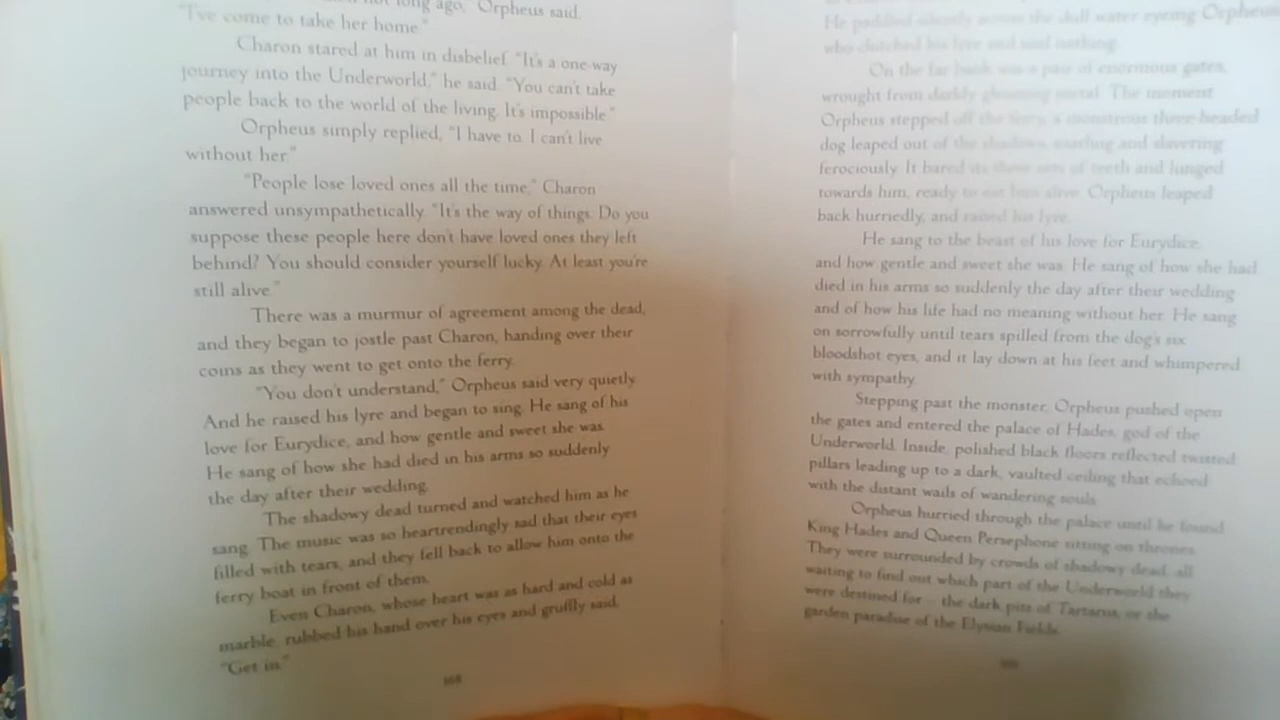 not long ago," Orpheus said.
"I've come to take her home."
Charon stared at him in disbelief. "It's a one way
journey into the Underworld," he said. "You can't take
people back to the world of the living. It's impossible."
Orpheus simply replied, "I have to. I can't live
without her."
"People lose loved ones all the time," Charon
answered unsympathetically. "It's the way of things. Do you
suppose these people here don't have loved ones they left
behind? You should consider yourself lucky. At least you're
still alive."
There was a murmur of agreement among the dead,
and they began to jostle past Charon, handing over their
coins as they went to get onto the ferry.
"You don't understand," Orpheus said very quietly.
And he raised his lyre and began to sing. He sang of his
love for Eurydice, and how gentle and sweet she was.
He sang of how she had died in his arms so suddenly
the day after their wedding.
The shadowy dead turned and watched him as he
sang. The music was so heartrendingly sad that their eyes
filled with tears, and they fell back to allow him onto the
ferry boat in front of them.
Even Charon, whose heart was as hard and cold as
marble, rubbed his hand over his eyes and gruffly said,
"Get in."
168
He paddled silently across the dull water eyeing Orpheus
who clutched his lyre and said nothing.
On the far bank was a pair of enormous gates,
wrought from darkly gleaming metal. The moment
Orpheus stepped off the ferry, a monstrous three-headed
dog leaped out of the shadows, snarling and slavering
ferociously. It bared its three sets of teeth and lunged
towards him, ready to eat him alive. Orpheus leaped
back hurriedly, and raised his lyre.
He sang to the beast of his love for Eurydice
and how gentle and sweet she was. He sang of how she had
died in his arms so suddenly the day after their wedding
and of how his life had no meaning without her. He sang
on sorrowfully until tears spilled from the dog's six
bloodshot eyes, and it lay down at his feet and whimpered
with sympathy.
Stepping past the monster, Orpheus pushed open
the gates and entered the palace of Hades, god of the
Underworld. Inside, polished black floors reflected twisted
pillars leading up to a dark, vaulted ceiling that echoed
with the distant wails of wandering souls.
Orpheus hurried through the palace until he found
King Hades and Queen Persephone sitting on thrones.
They were surrounded by crowds of shadowy dead, all
waiting to find out which part of the Underworld they
were destined for – the dark pits of Tartarus, or the
garden paradise of the Elysian Fields.